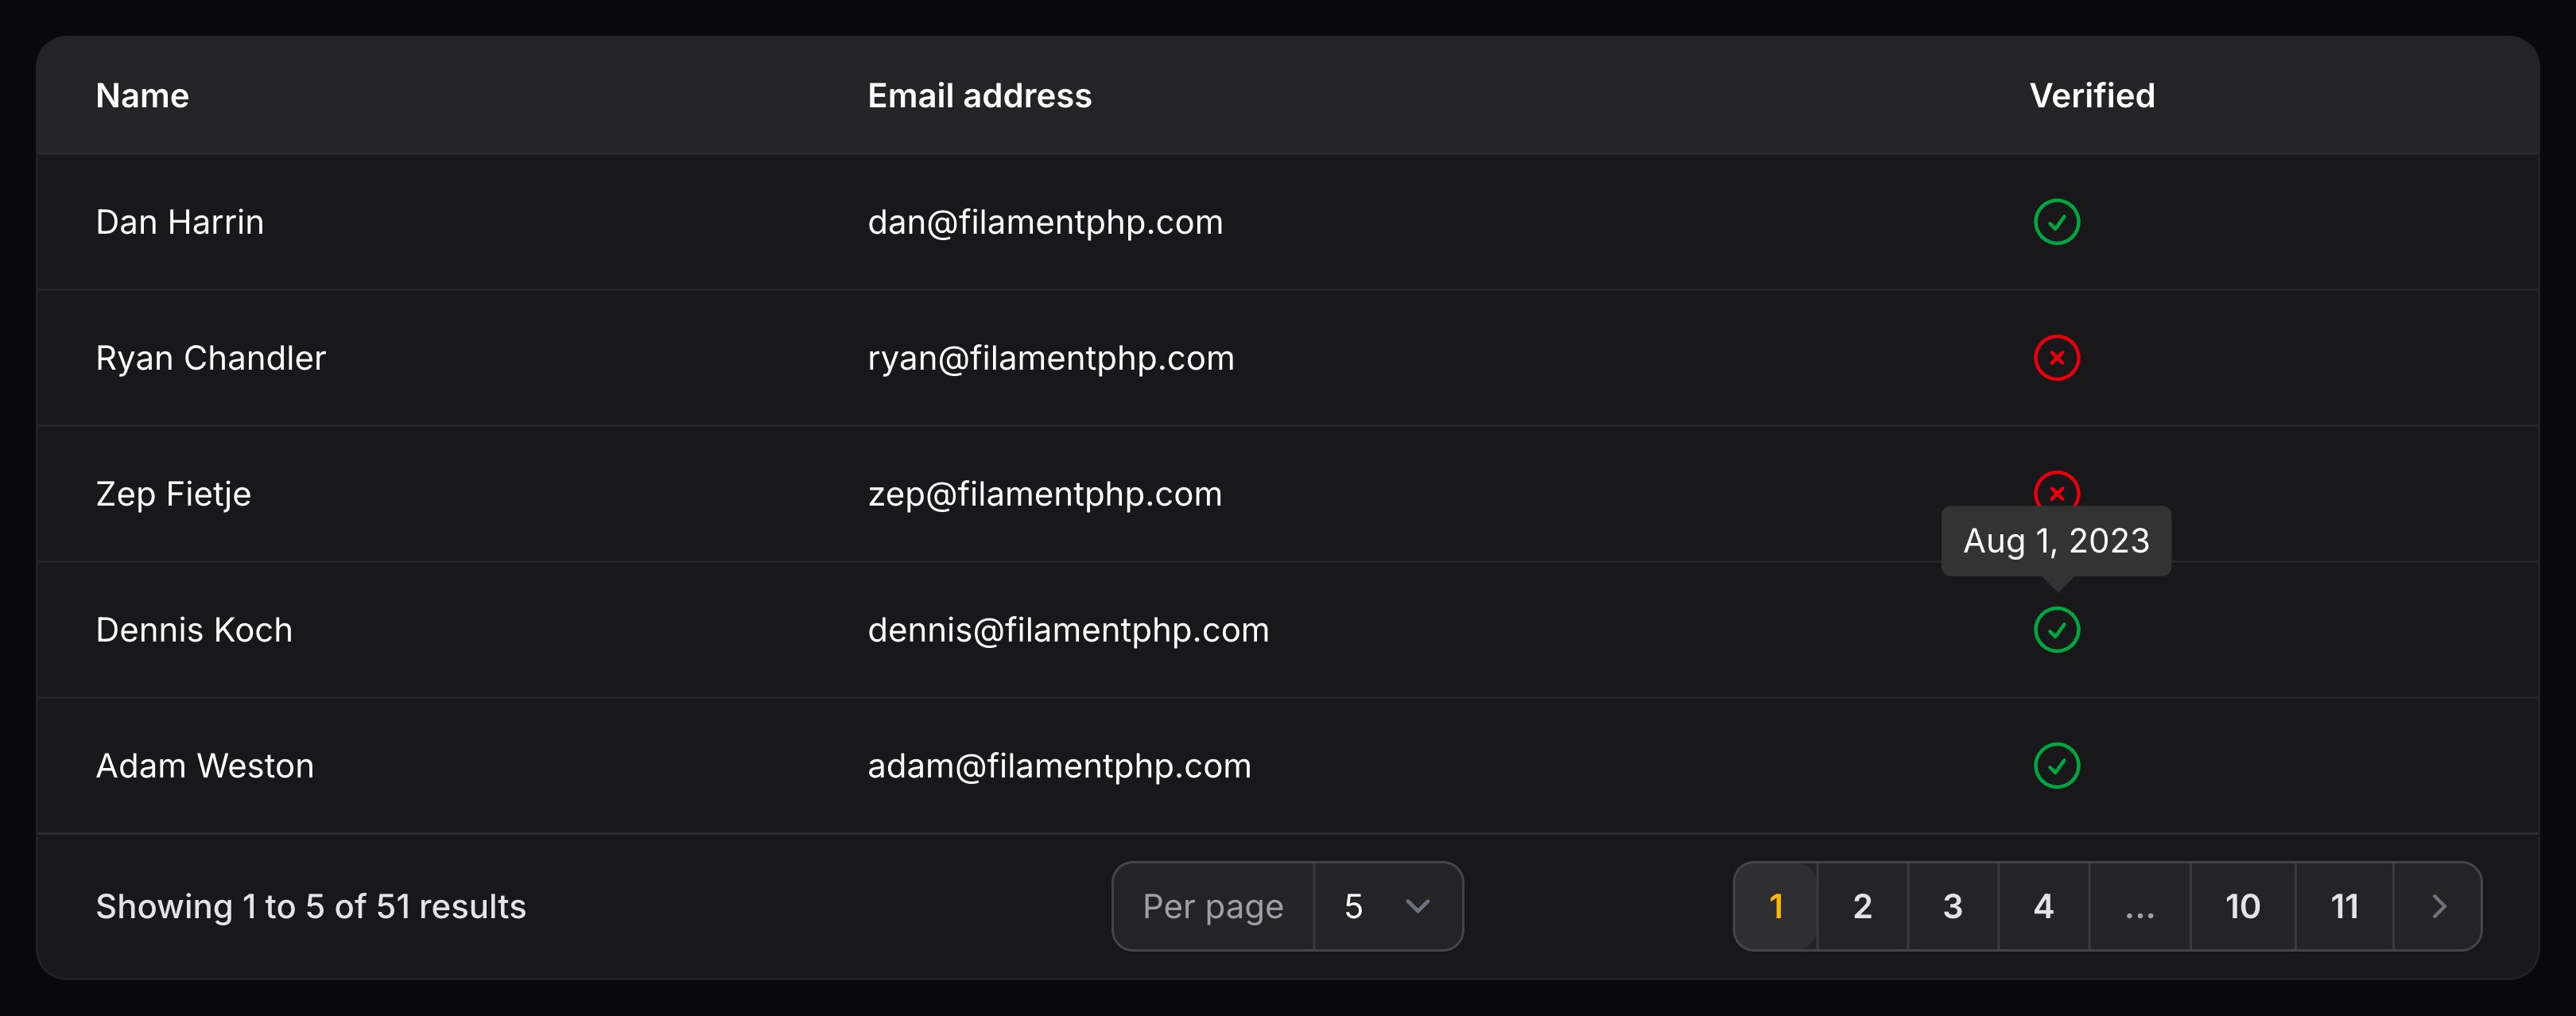 Name Email address Verified
Dan Harrin dan@filamentphp.com
Ryan Chandler ryan@filamentphp.com
Zep Fietje zep@filamentphp.com
Aug 1, 2023
Dennis Koch dennis@filamentphp.com
Adam Weston adam@filamentphp.com
Showing 1 to 5 of 51 results Per page 5 1 2 3 4 ... 10 11